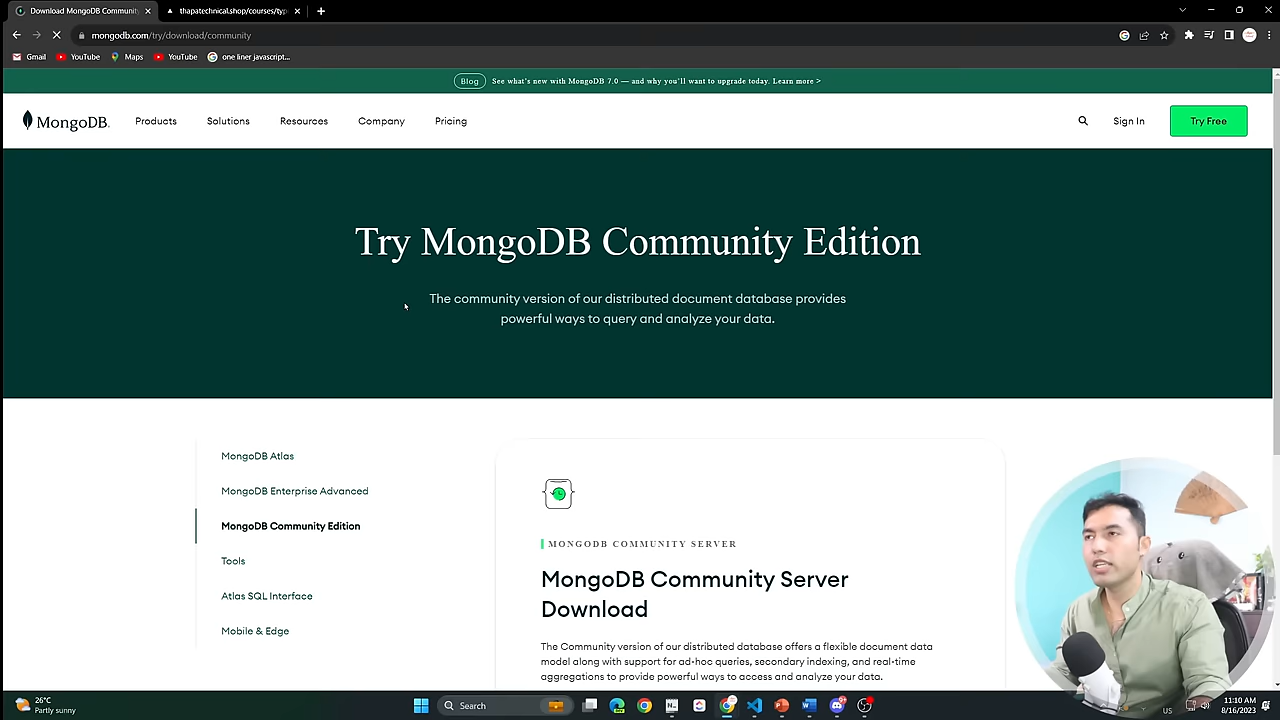 Download MongoDB Community
thapatechnical.shop/courses/typ
mongodb.com/try/download/community
Gmail
YouTube
Maps
YouTube
one liner javascript...
Blog
See what's new with MongoDB 7.0 — and why you'll want to upgrade today. Learn more >
MongoDB.
Products
Solutions
Resources
Company
Pricing
Sign In
Try Free
Try MongoDB Community Edition
The community version of our distributed document database provides
powerful ways to query and analyze your data.
MongoDB Atlas
MongoDB Enterprise Advanced
MongoDB Community Edition
Tools
Atlas SQL Interface
Mobile & Edge
MONGODB COMMUNITY SERVER
MongoDB Community Server
Download
The Community version of our distributed database offers a flexible document data
model along with support for ad-hoc queries, secondary indexing, and real-time
aggregations to provide powerful ways to access and analyze your data.
26°C
Partly sunny
Search
US
11:10 AM
8/16/2023